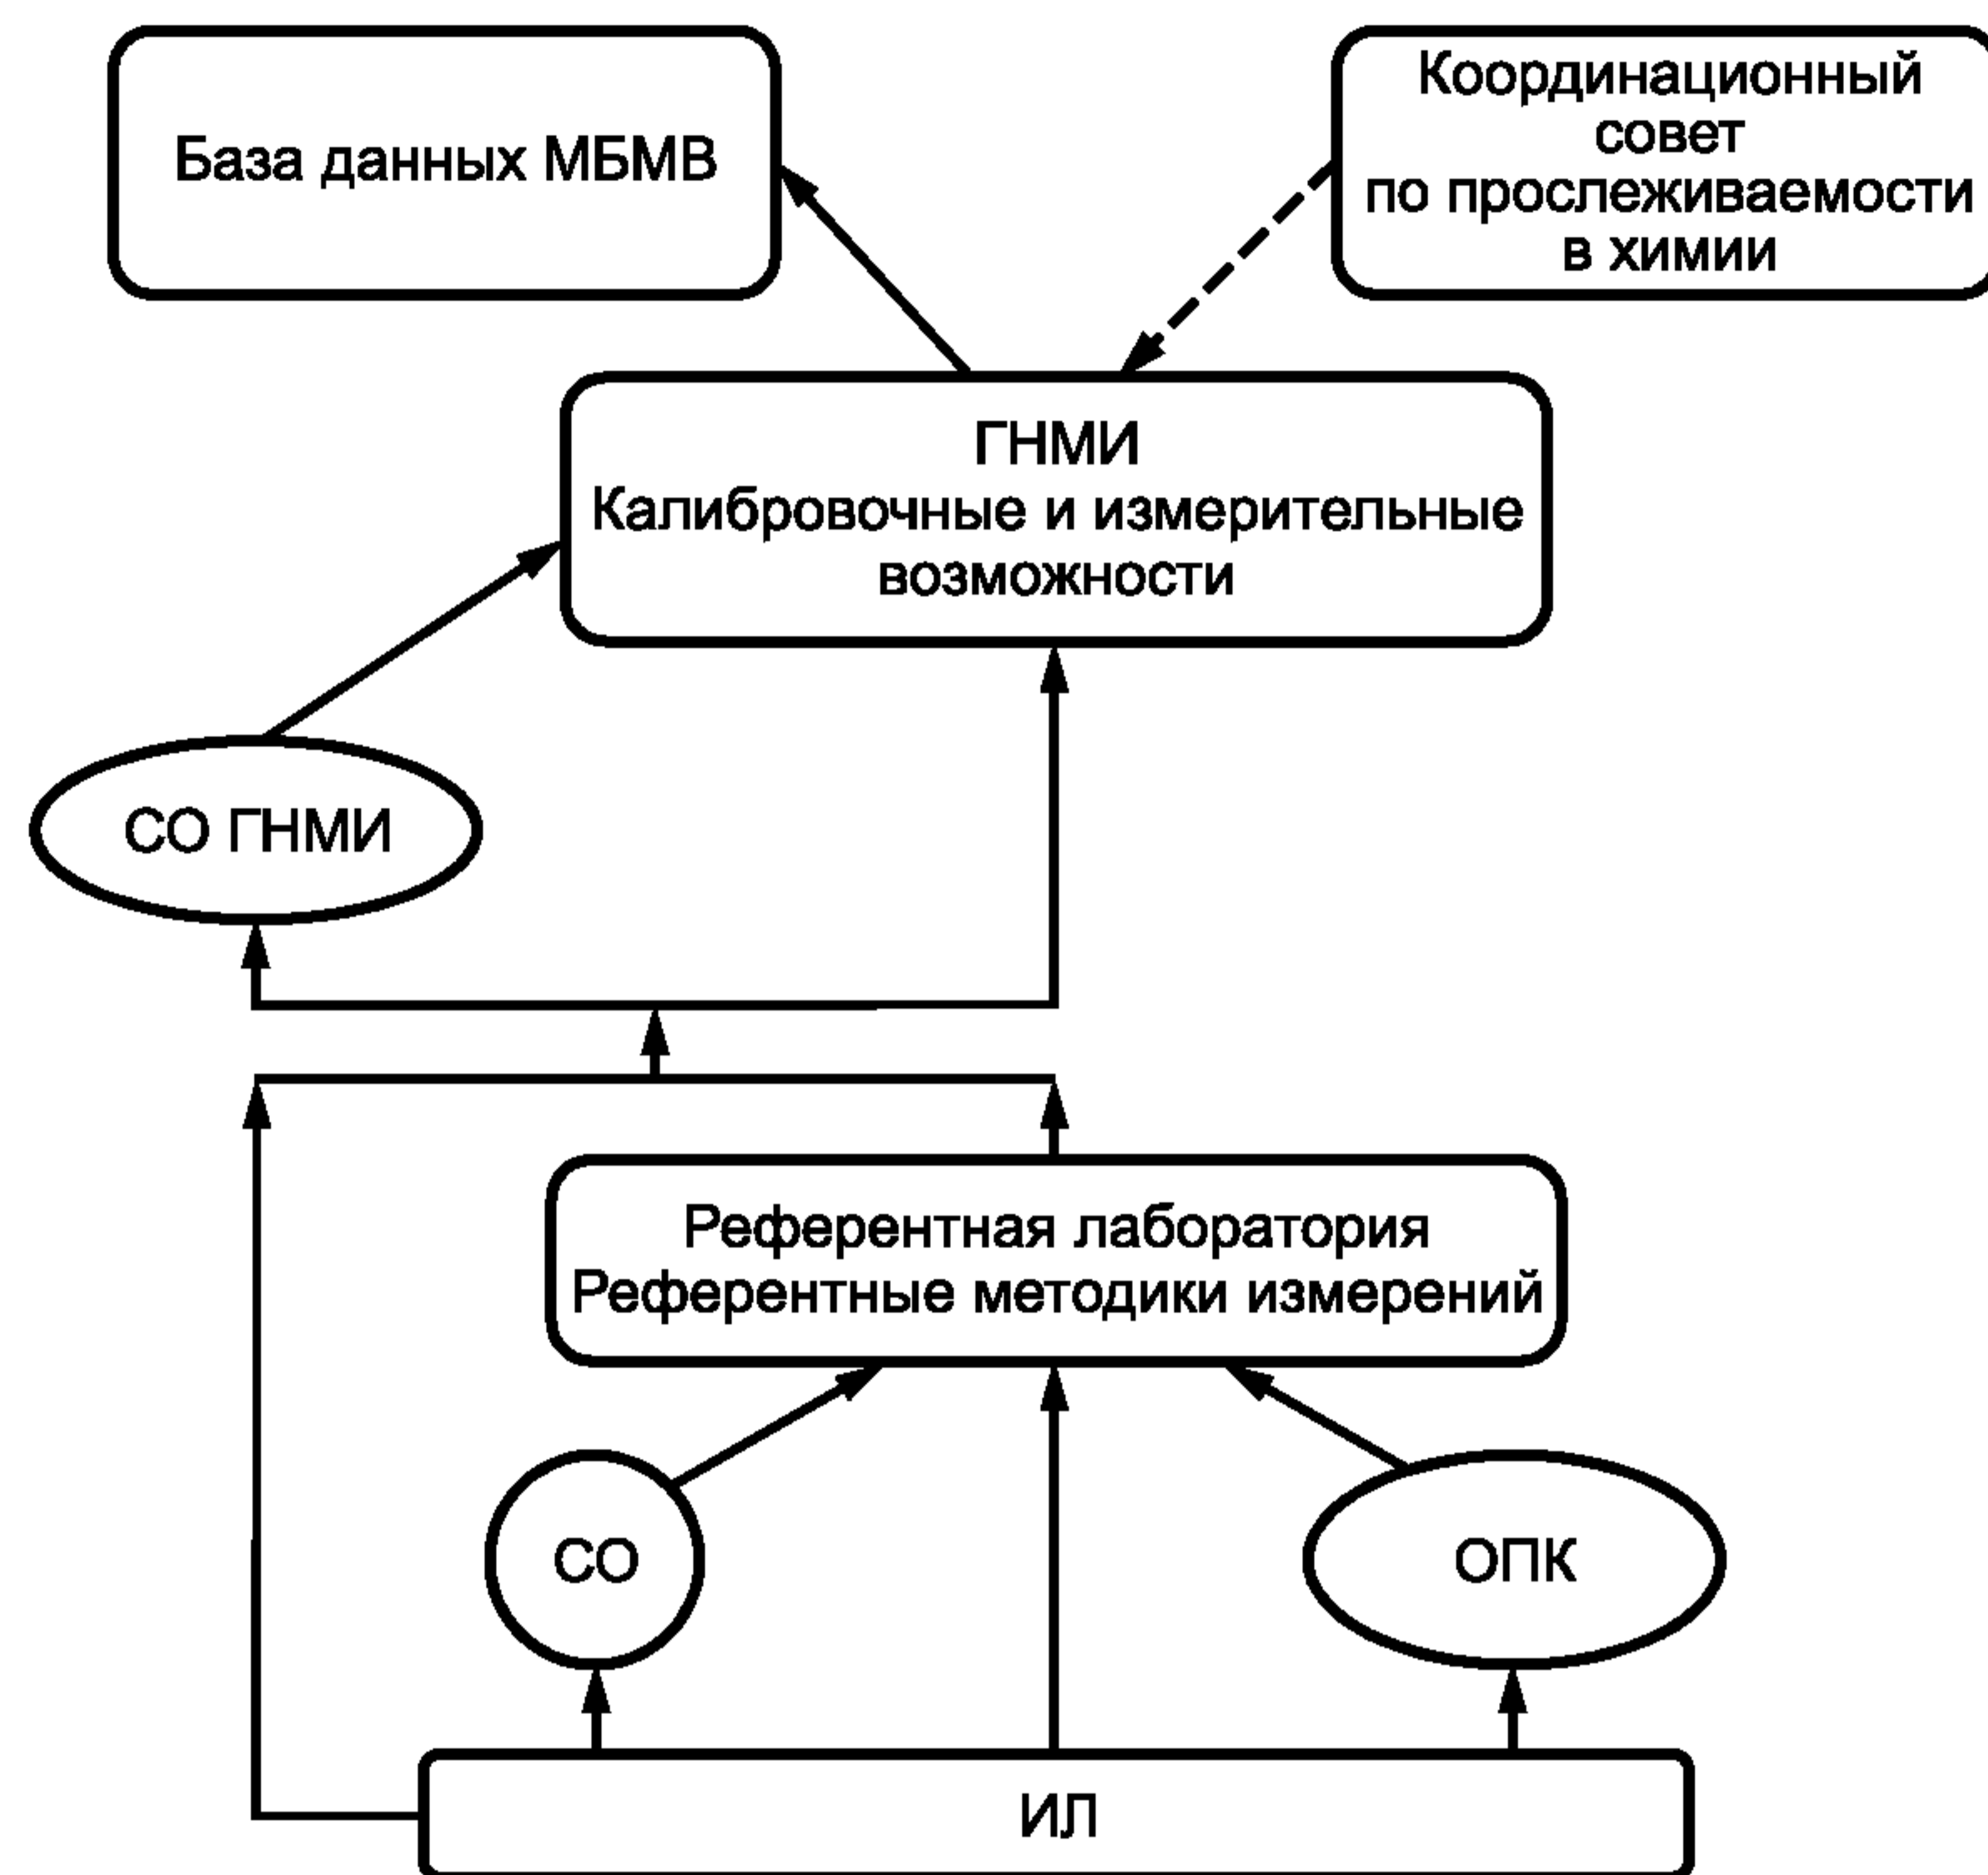 База данных МБМВ
Координационный
совет
по прослеживаемости
в химии
ГНМИ
Калибровочные и измерительные
возможности
СО ГНМИ
Референтная лаборатория
Референтные методики измерений
СО
ОПК
ИЛ